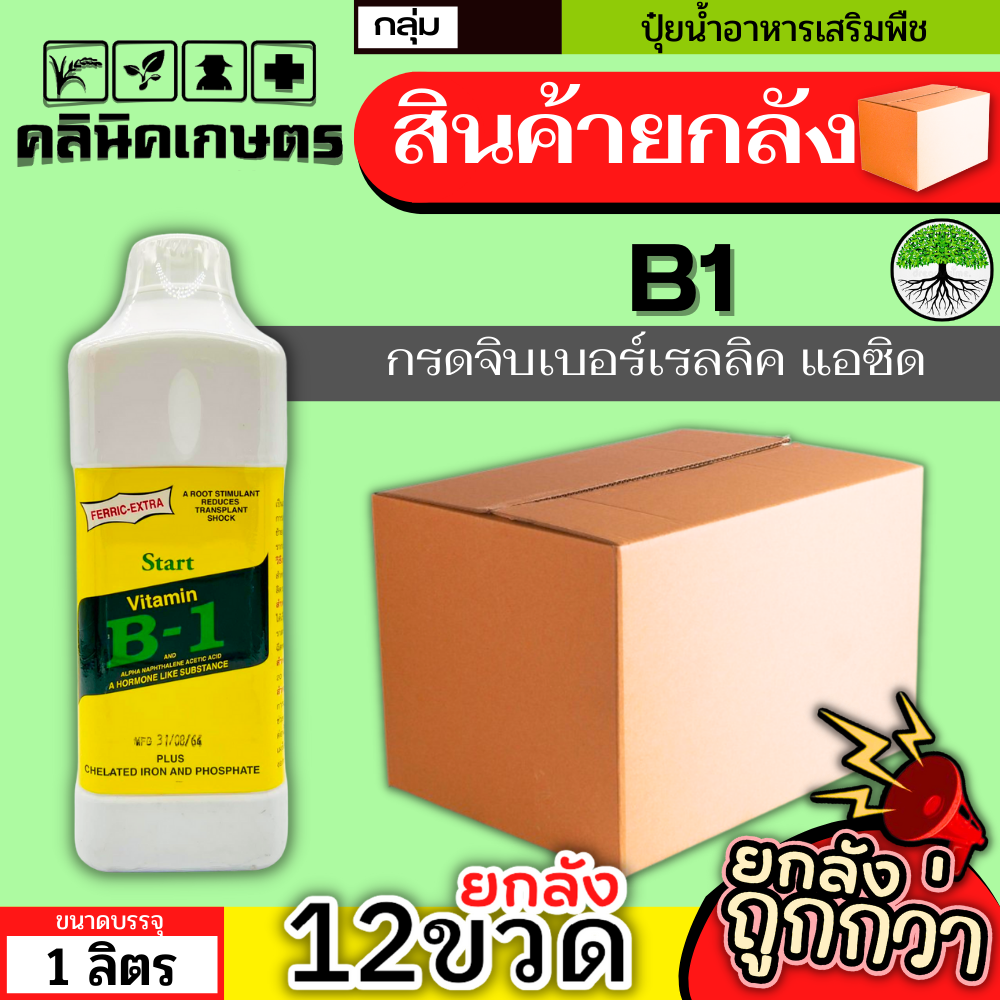 กลุ่ม
ปุ๋ยน้ำอาหารเสริมพืช
คลินิคเกษตร
สินค้ายกลัง
B1
กรดจิบเบอร์เรลลิค แอซิด
FERRIC-EXTRA
A ROOT STIMULANT
REDUCES
TRANSPLANT
SHOCK
Start
Vitamin
B-1
AND
ALPHA NAPHTHALENE ACETIC ACID
A HORMONE LIKE SUBSTANCE
MFG 31/08/64
PLUS
CHELATED IRON AND PHOSPHATE
ขนาดบรรจุ
1 ลิตร
ยกลัง
12ขวด
ยกลัง
ถูกกว่า